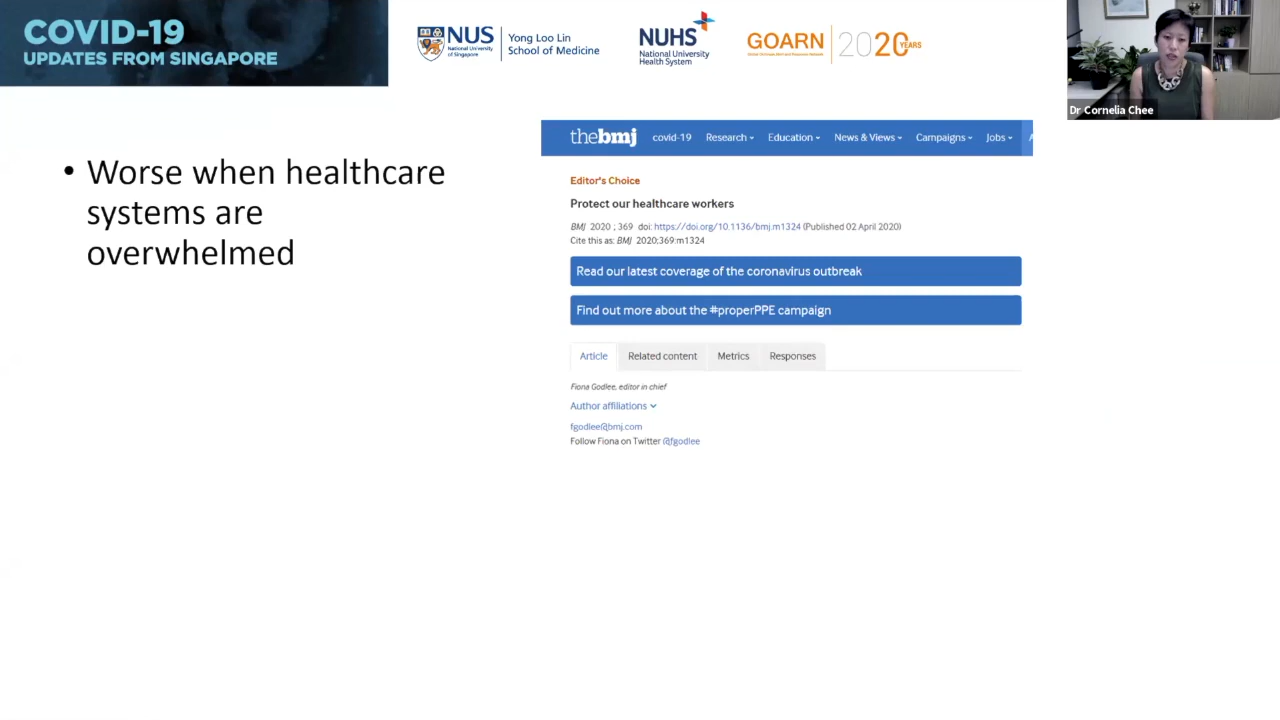 COVID-19
UPDATES FROM SINGAPORE
NUS
National University
of Singapore
Yong Loo Lin
School of Medicine
NUHS
National University
Health System
GOARN
2020 YEARS
Dr Cornelia Chee
• Worse when healthcare
systems are
overwhelmed
thebmj covid-19 Research Education News & Views Campaigns Jobs
Editor's Choice
Protect our healthcare workers
BMJ 2020 ; 369 doi: https://doi.org/10.1136/bmj.m1324 (Published 02 April 2020)
Cite this as: BMJ 2020;369:m1324
Read our latest coverage of the coronavirus outbreak
Find out more about the #properPPE campaign
Article Related content Metrics Responses
Fiona Godlee, editor in chief
Author affiliations
fgodlee@bmj.com
Follow Fiona on Twitter @fgodlee